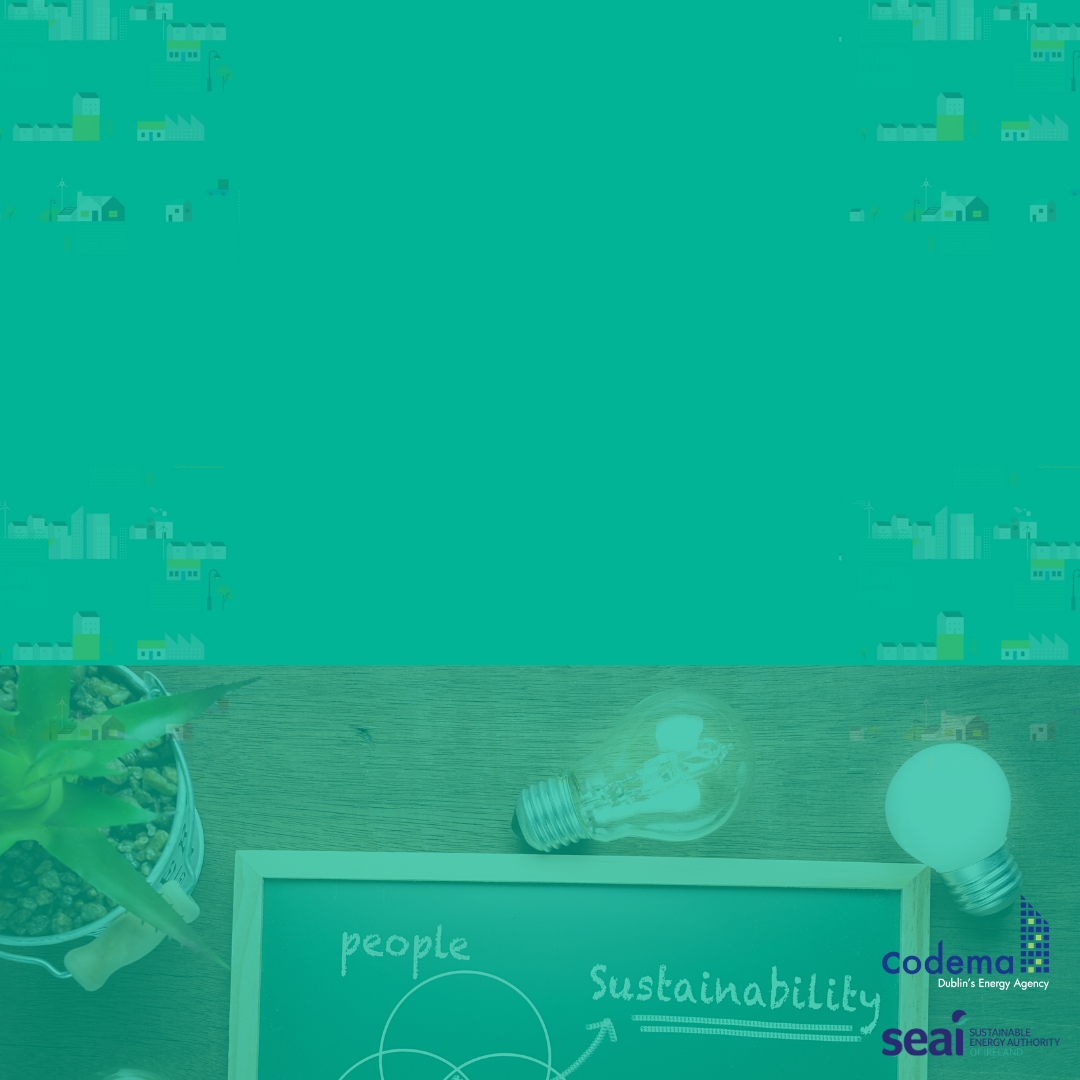 people
Sustainability
Codema
Dublin's Energy Agency
seai SUSTAINABLE
ENERGY AUTHORITY
OF IRELAND